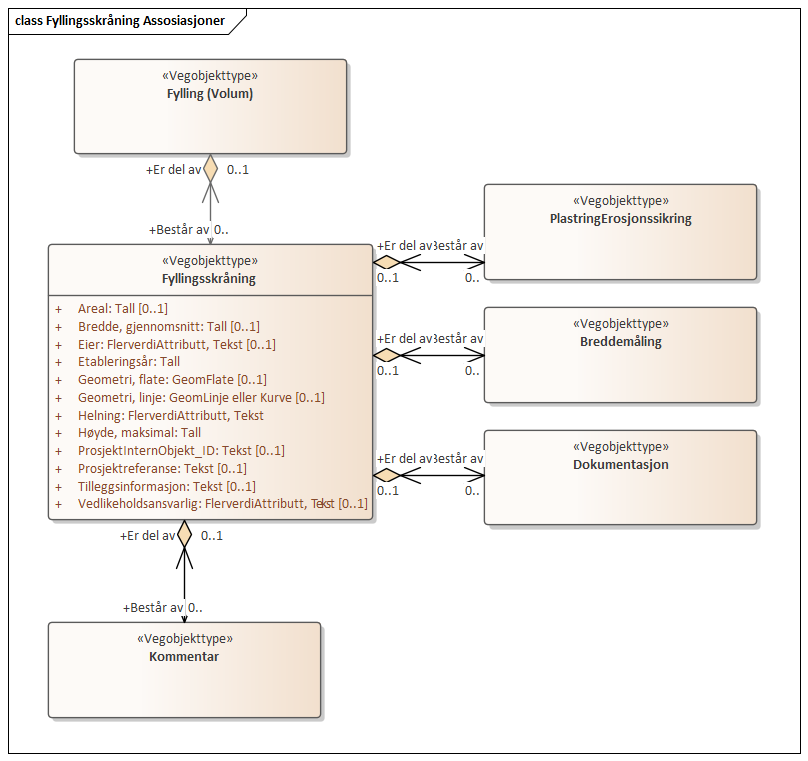 class Fyllingsskråning Assosiasjoner
«Vegobjekttype»
Fylling (Volum)
+Er del av 0..1
+Består av 0..
«Vegobjekttype»
Fyllingsskråning
+ Areal: Tall [0..1]
+ Bredde, gjennomsnitt: Tall [0..1]
+ Eier: FlerverdiAttributt, Tekst [0..1]
+ Etableringsår: Tall
+ Geometri, flate: GeomFlate [0..1]
+ Geometri, linje: GeomLinje eller Kurve [0..1]
+ Helning: FlerverdiAttributt, Tekst
+ Høyde, maksimal: Tall
+ ProsjektInternObjekt_ID: Tekst [0..1]
+ Prosjektreferanse: Tekst [0..1]
+ Tilleggsinformasjon: Tekst [0..1]
+ Vedlikeholdsansvarlig: FlerverdiAttributt, Tekst [0..1]
+Er del av Består av
0..1 0..
«Vegobjekttype»
PlastringErosjonssikring
+Er del av Består av
0..1 0..
«Vegobjekttype»
Breddemåling
+Er del av Består av
0..1 0..
«Vegobjekttype»
Dokumentasjon
+Er del av 0..1
+Består av 0..
«Vegobjekttype»
Kommentar